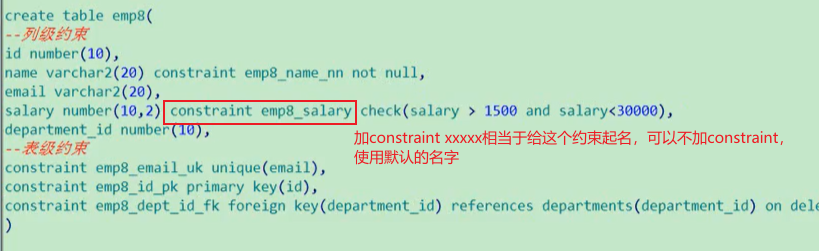 create table emp8(
--列级约束
id number(10),
name varchar2(20) constraint emp8_name_nn not null,
email varchar2(20),
salary number(10,2) constraint emp8_salary check(salary > 1500 and salary<30000),
department_id number(10),
加constraint xxxxx相当于给这个约束起名，可以不加constraint，
使用默认的名字
--表级约束
constraint emp8_email_uk unique(email),
constraint emp8_id_pk primary key(id),
constraint emp8_dept_id_fk foreign key(department_id) references departments(department_id) on dele
)